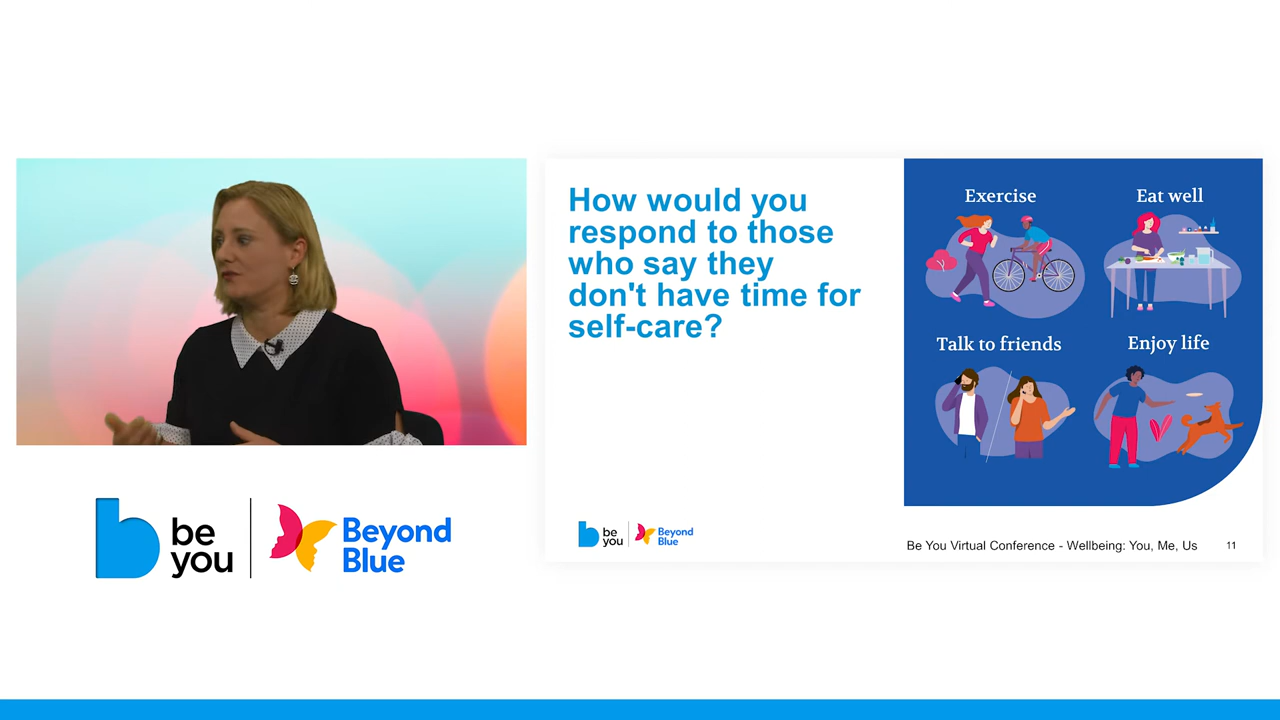 be
you
Beyond
Blue
How would you
respond to those
who say they
don't have time for
self-care?
Exercise
Eat well
Talk to friends
Enjoy life
be
you
Beyond
Blue
Be You Virtual Conference - Wellbeing: You, Me, Us
11